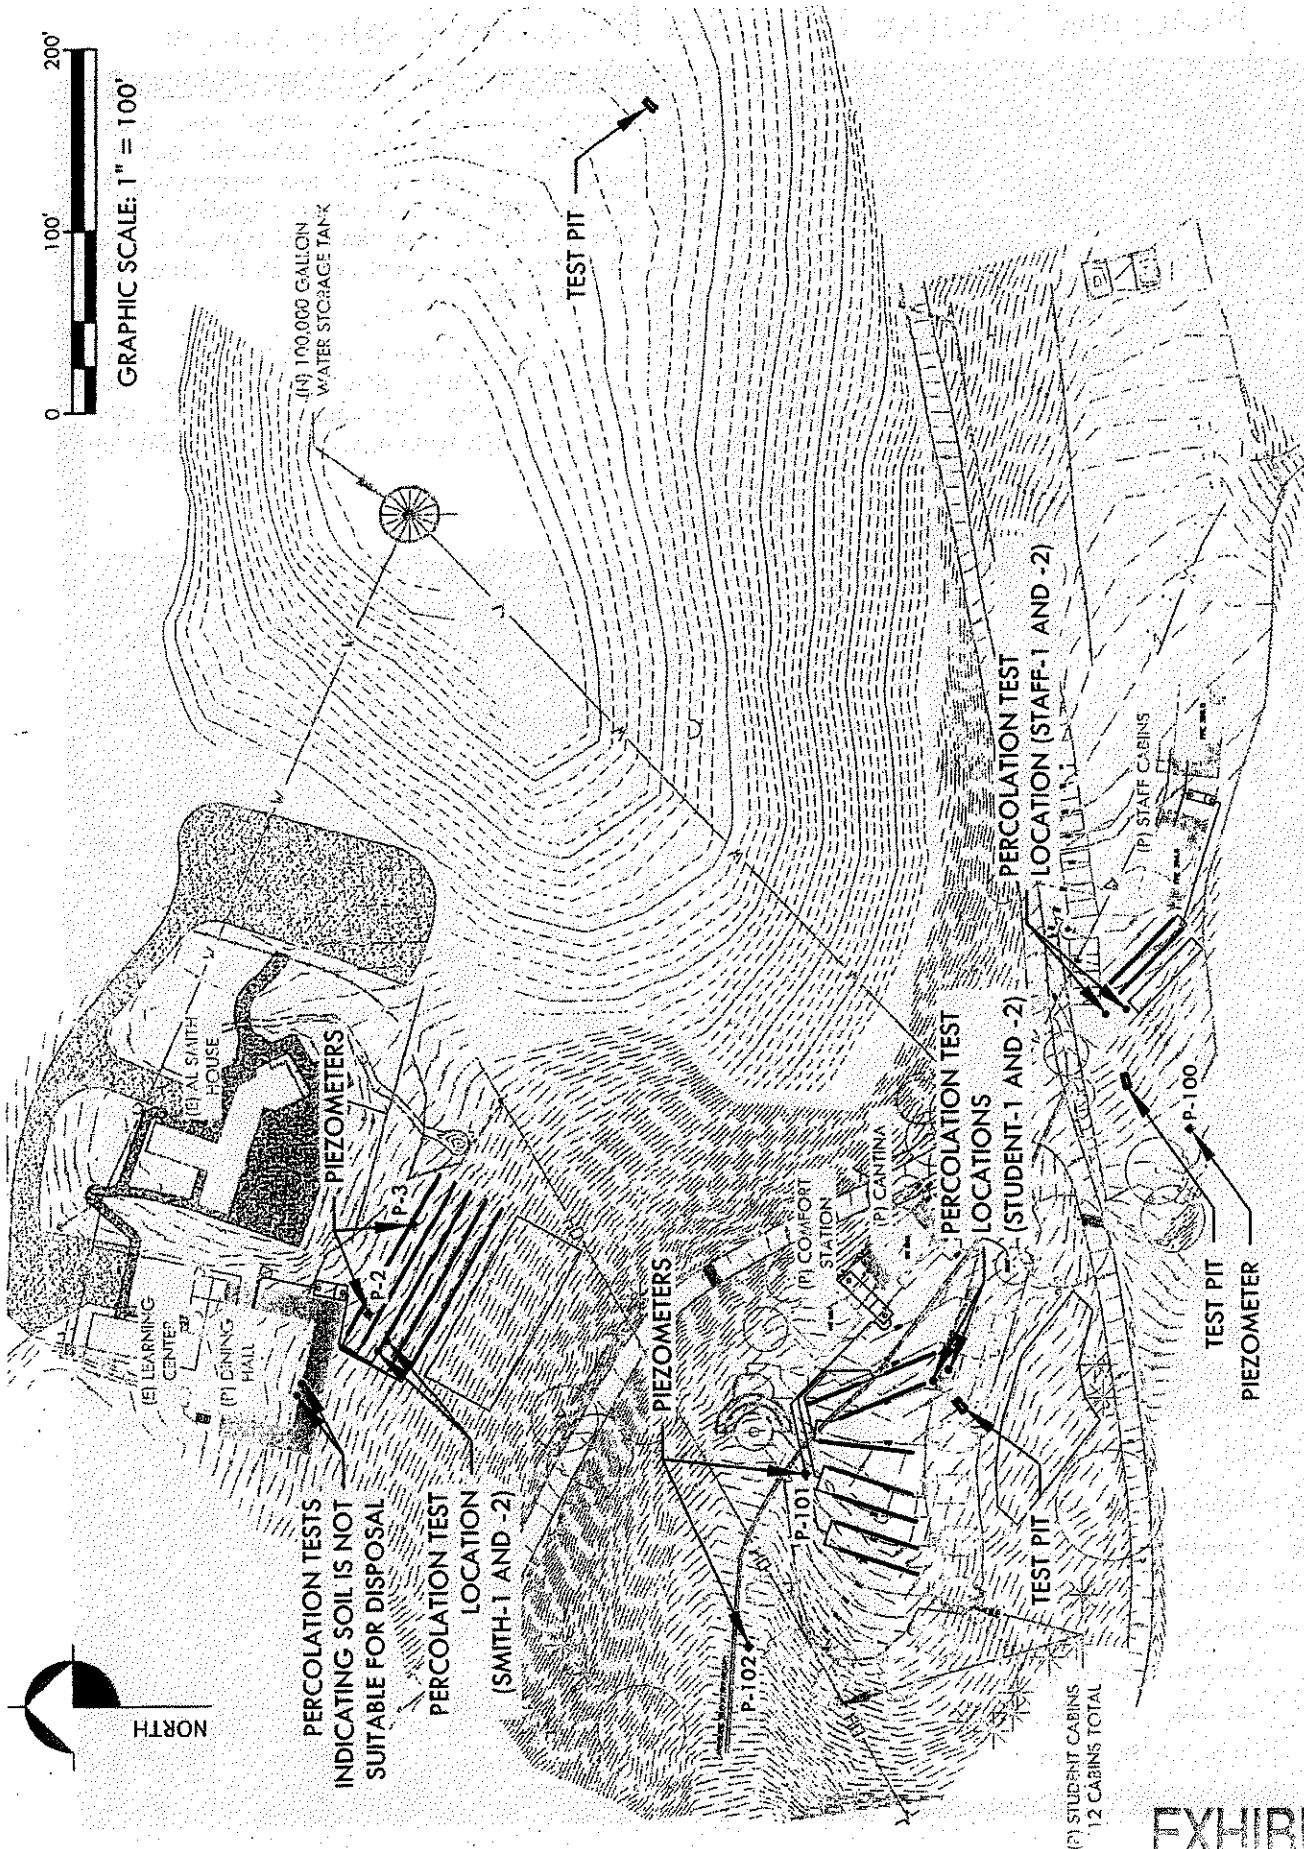 200'
100'
0
GRAPHIC SCALE: 1" = 100'
(N) 100,000 GALLON
WATER STORAGE TANK
TEST PIT
W
W
(E) AL SMITH
HOUSE
(E) LEARNING
CENTER
(P) DINING
HALL
PIEZOMETERS
P-3
P-2
PERCOLATION TESTS
INDICATING SOIL IS NOT
SUITABLE FOR DISPOSAL
PERCOLATION TEST
LOCATION
(SMITH-1 AND -2)
NORTH
PIEZOMETERS
P-101
P-102
(P) COMFORT
STATION
(P) CANTINA
PERCOLATION TEST
LOCATIONS
(STUDENT-1 AND -2)
TEST PIT
PERCOLATION TEST
LOCATION (STAFF-1 AND -2)
(P) STAFF CABINS
P-100
TEST PIT
PIEZOMETER
(P) STUDENT CABINS
12 CABINS TOTAL